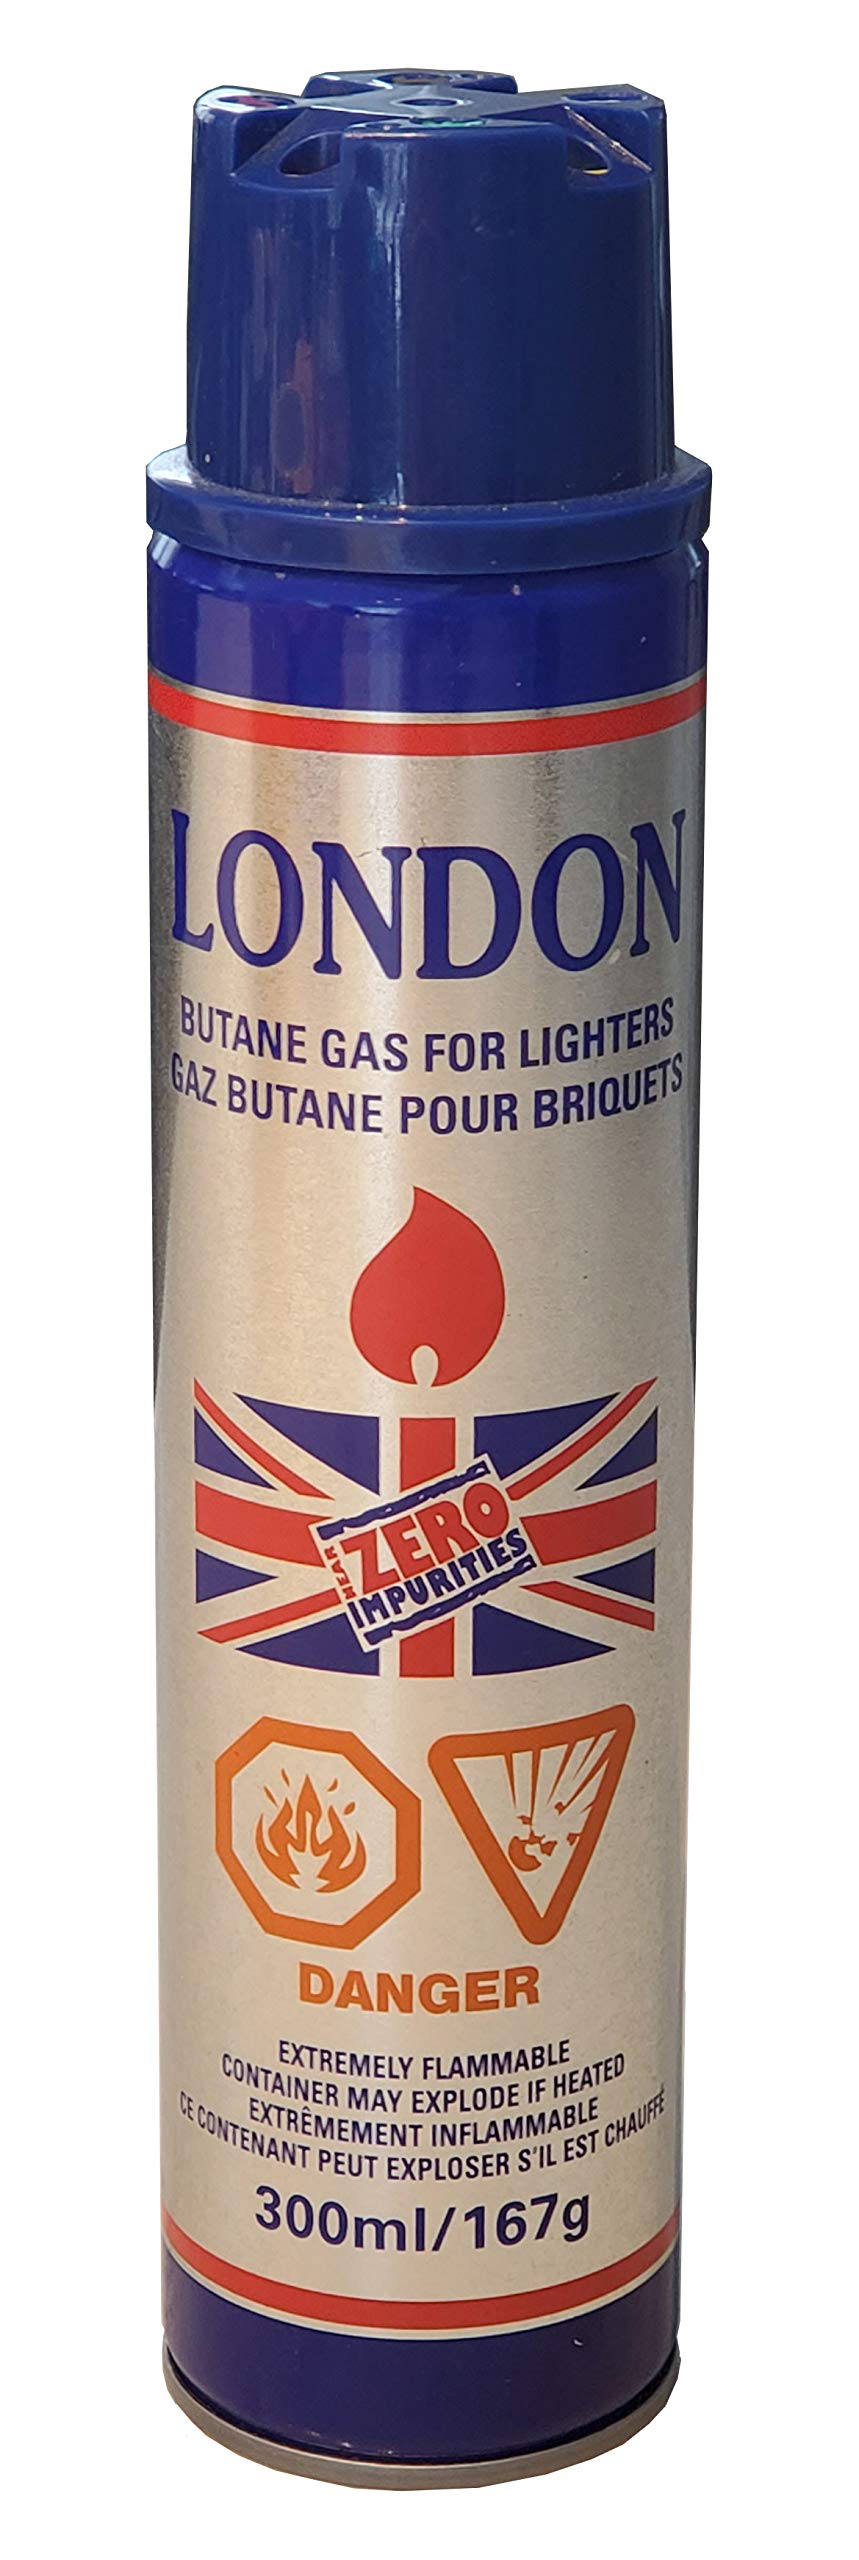 LONDON
BUTANE GAS FOR LIGHTERS
GAZ BUTANE POUR BRIQUETS
NEAR
ZERO
IMPURITIES
DANGER
EXTREMELY FLAMMABLE
CONTAINER MAY EXPLODE IF HEATED
EXTRÊMEMENT INFLAMMABLE
CE CONTENANT PEUT EXPLOSER S'IL EST CHAUFFÉ
300ml/167g